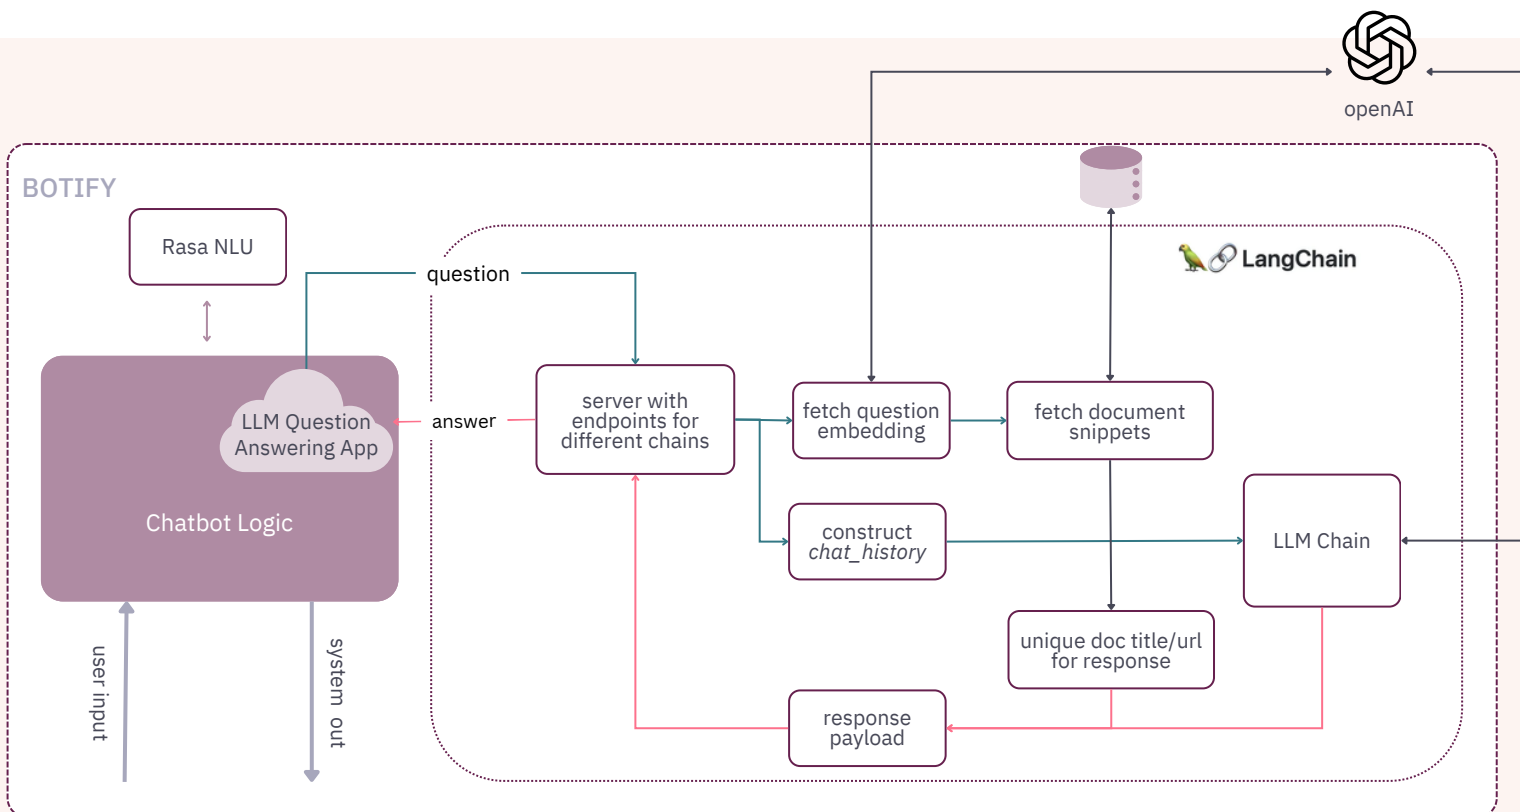 openAI
BOTIFY
Rasa NLU
LangChain
question
server with
endpoints for
different chains
fetch question
embedding
fetch document
snippets
LLM Question
Answering App
answer
Chatbot Logic
construct
chat_history
LLM Chain
unique doc title/url
for response
user input
system out
response
payload